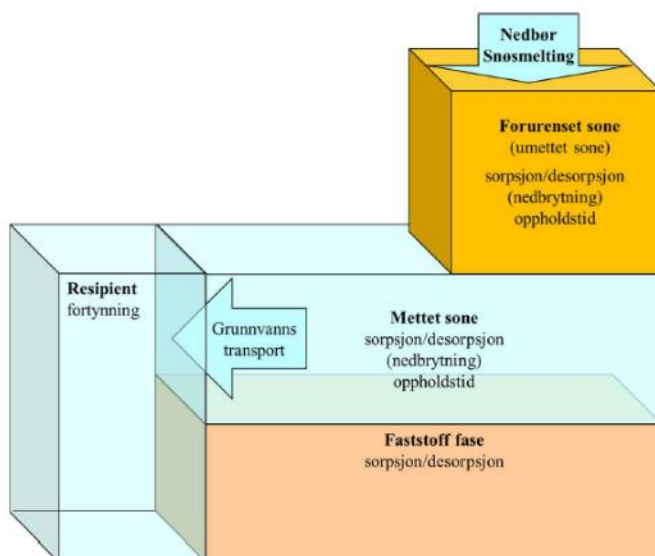 Nedbør
Snøsmelting
Forurenset sone
(umettet sone)
sorpsjon/desorpsjon
(nedbrytning)
oppholdstid
Resipient
fortynning
Grunnvanns
transport
Mettet sone
sorpsjon/desorpsjon
(nedbrytning)
oppholdstid
Faststoff fase
sorpsjon/desorpsjon